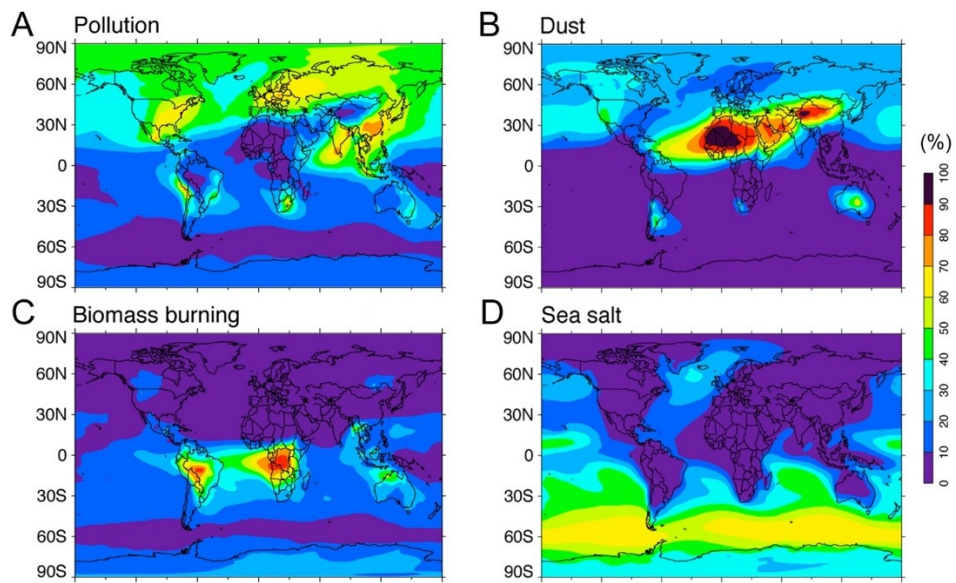 A Pollution
90N
60N
30N
0
30S
60S
90S
B Dust
90N
60N
30N
0
30S
60S
90S
C Biomass burning
90N
60N
30N
0
30S
60S
90S
D Sea salt
90N
60N
30N
0
30S
60S
90S
(%)
100
90
80
70
60
50
40
30
20
10
0